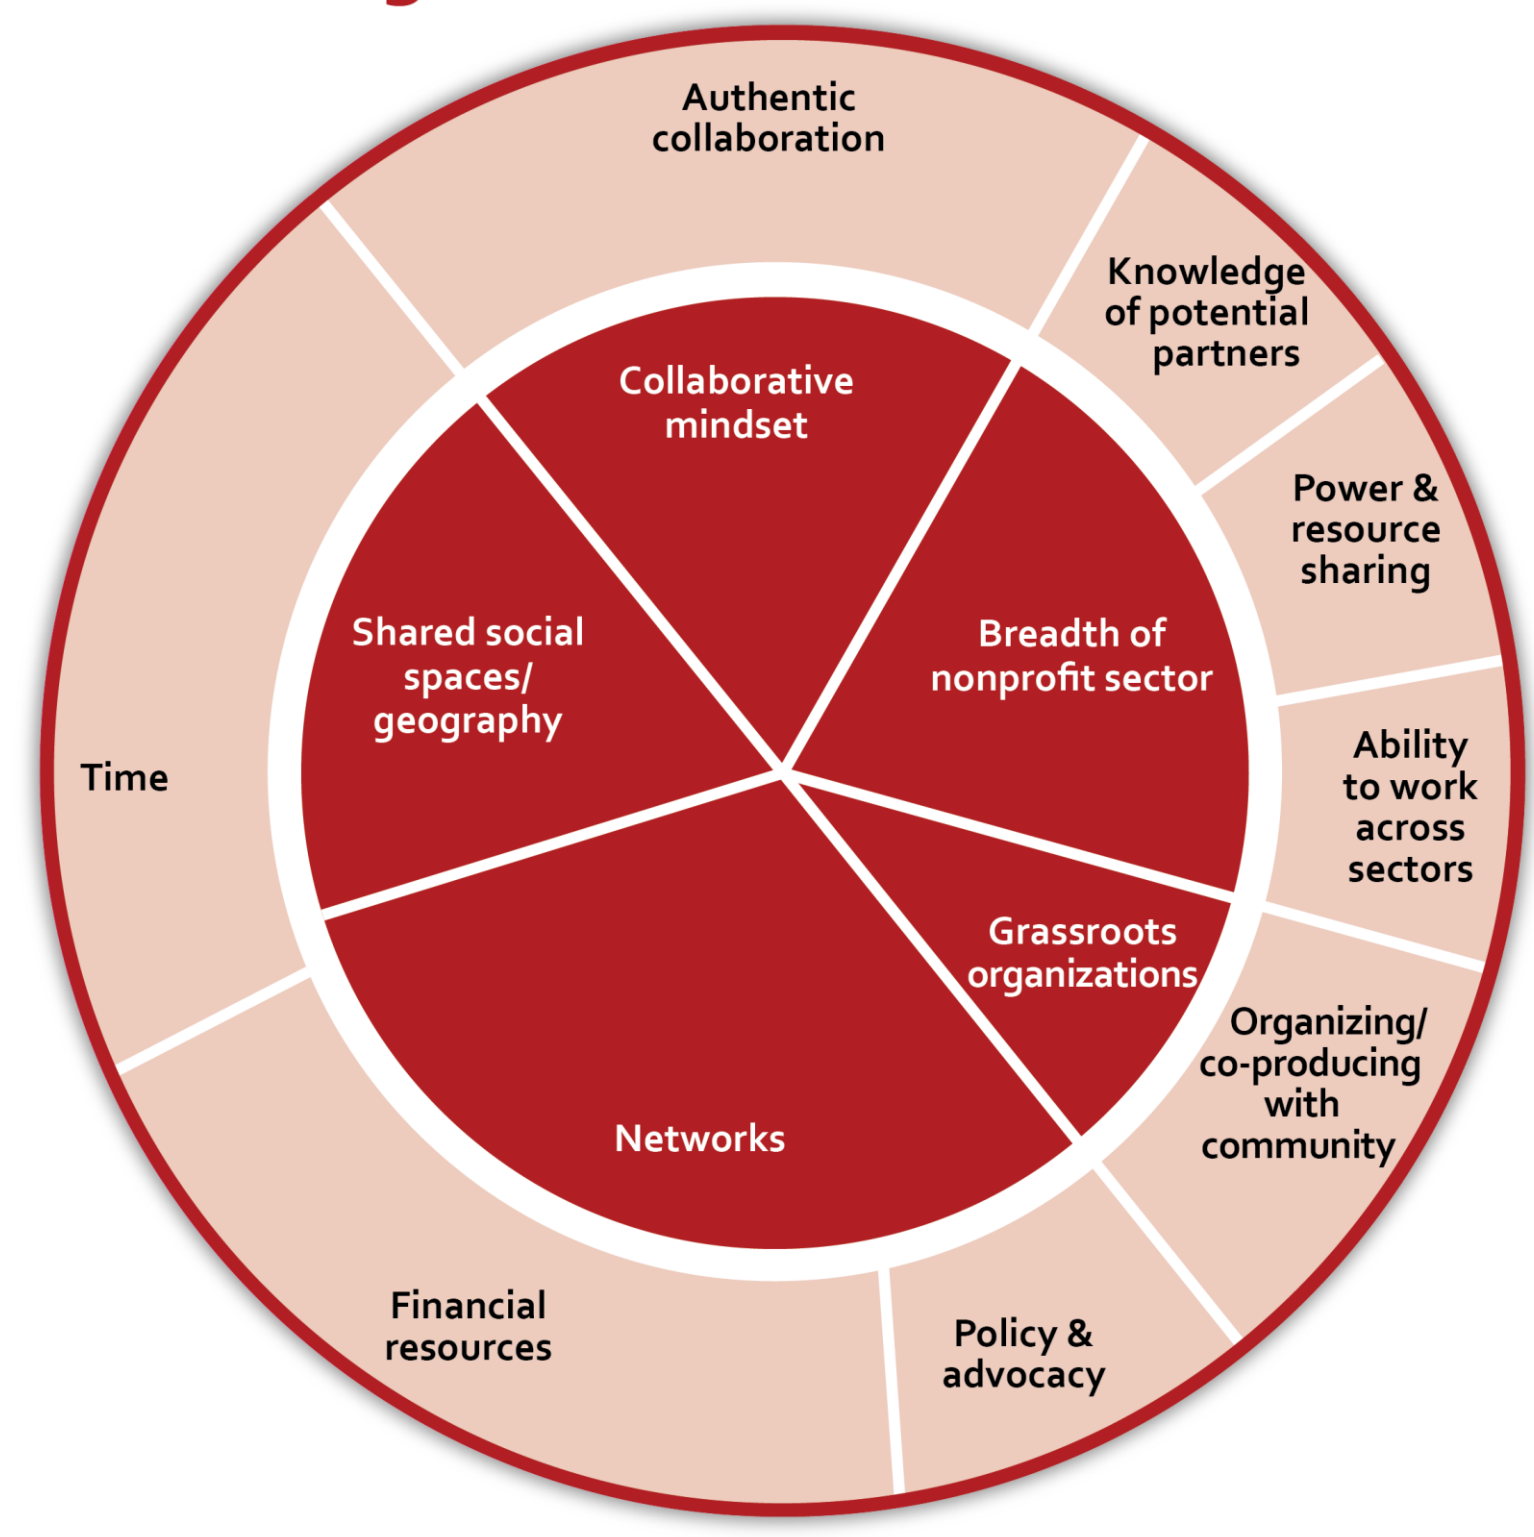 Authentic
collaboration
Knowledge
of potential
partners
Power &
resource
sharing
Ability
to work
across
sectors
Organizing/
co-producing
with
community
Policy &
advocacy
Financial
resources
Time
Collaborative
mindset
Breadth of
nonprofit sector
Grassroots
organizations
Networks
Shared social
spaces/
geography